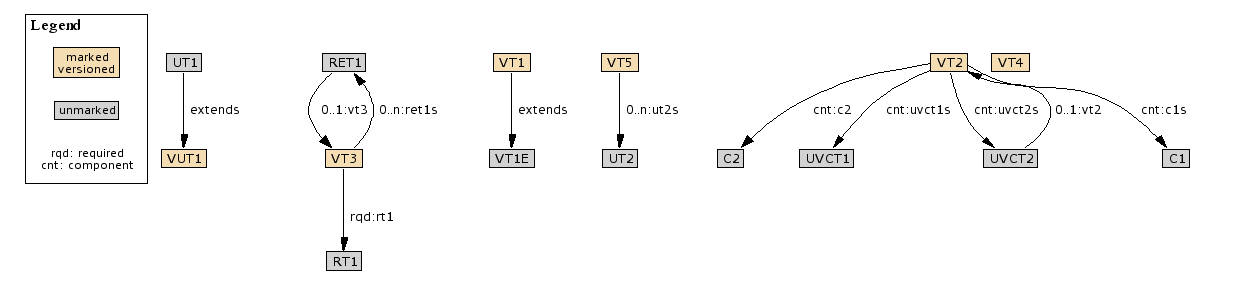 Legend
marked
versioned
unmarked
rqd: required
cnt: component
UT1
extends
VUT1
RET1
0..1:vt3
0..n:ret1s
VT3
rqd:rt1
RT1
VT1
extends
VT1E
VT5
0..n:ut2s
UT2
VT2
VT4
cnt:c2
cnt:uvct1s
cnt:uvct2s
0..1:vt2
cnt:c1s
C2
UVCT1
UVCT2
C1